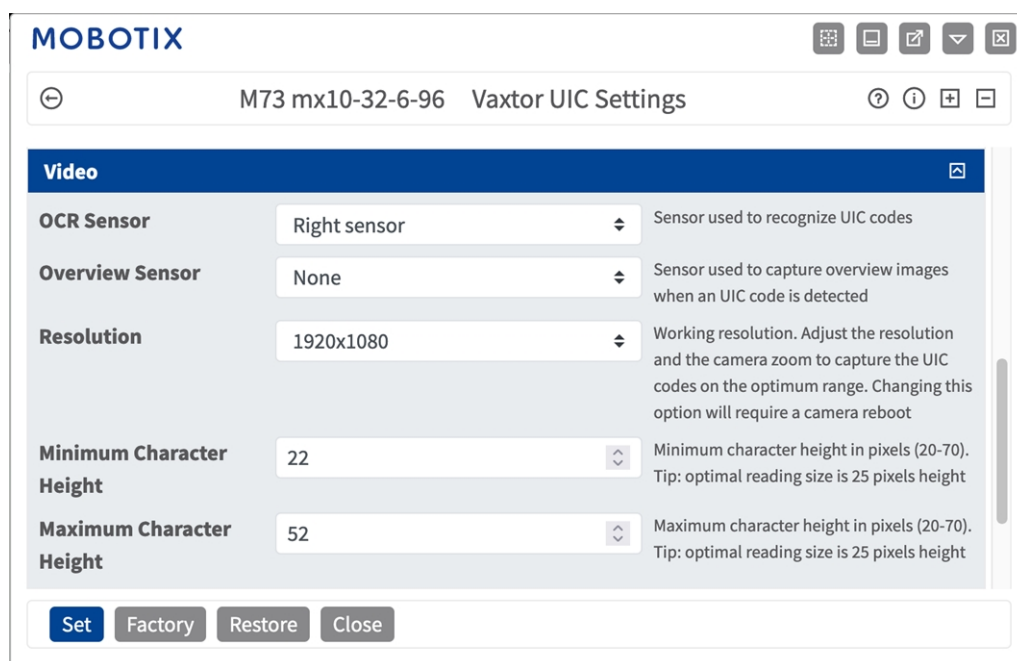 MOBOTIX
M73 mx10-32-6-96 Vaxtor UIC Settings
Video
OCR Sensor
Right sensor
Sensor used to recognize UIC codes
Overview Sensor
None
Sensor used to capture overview images
when an UIC code is detected
Resolution
1920x1080
Working resolution. Adjust the resolution
and the camera zoom to capture the UIC
codes on the optimum range. Changing this
option will require a camera reboot
Minimum Character
Height
22
Minimum character height in pixels (20-70).
Tip: optimal reading size is 25 pixels height
Maximum Character
Height
52
Maximum character height in pixels (20-70).
Tip: optimal reading size is 25 pixels height
Set
Factory
Restore
Close